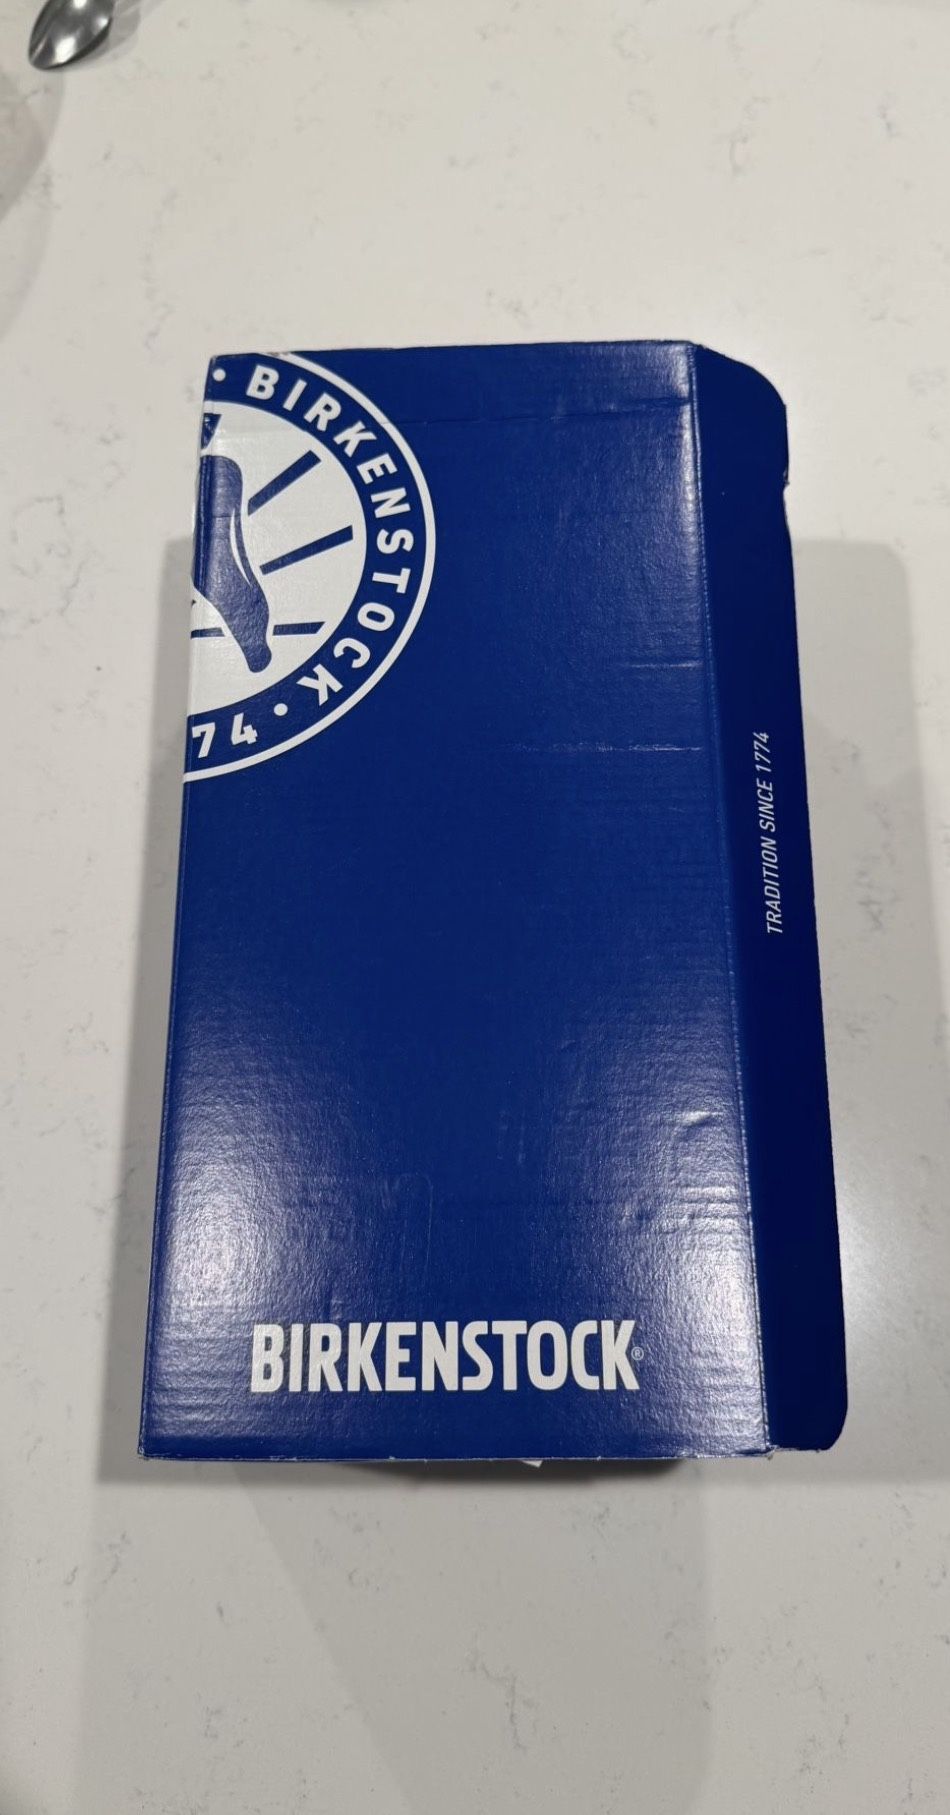 • BIRKENSTOCK • 74
TRADITION SINCE 1774
BIRKENSTOCK®